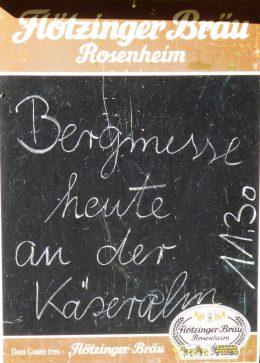 Flötzinger Bräu
Rosenheim
Bergmesse
heute
an der
Käseralm
11.30
Dem Guten treu - Flötzinger-Bräu
Flötzinger Bräu
Rosenheim